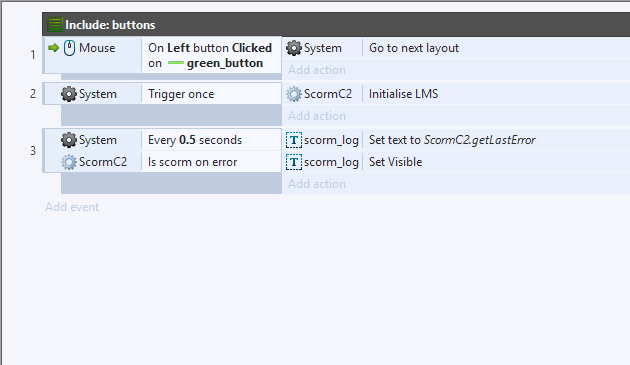 Include: buttons
1 Mouse On Left button Clicked on green_button System Go to next layout
Add action
2 System Trigger once ScormC2 Initialise LMS
Add action
3 System Every 0.5 seconds T scorm_log Set text to ScormC2.getLastError
ScormC2 Is scorm on error T scorm_log Set Visible
Add action
Add event